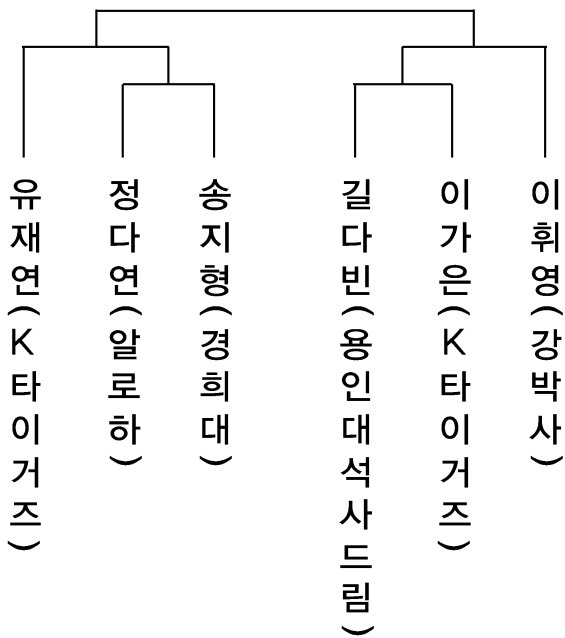 유재연(K타이거즈)
정다연(알로하)
송지형(경희대)
길다빈(용인대석사드림)
이가은(K타이거즈)
이휘영(강박사)